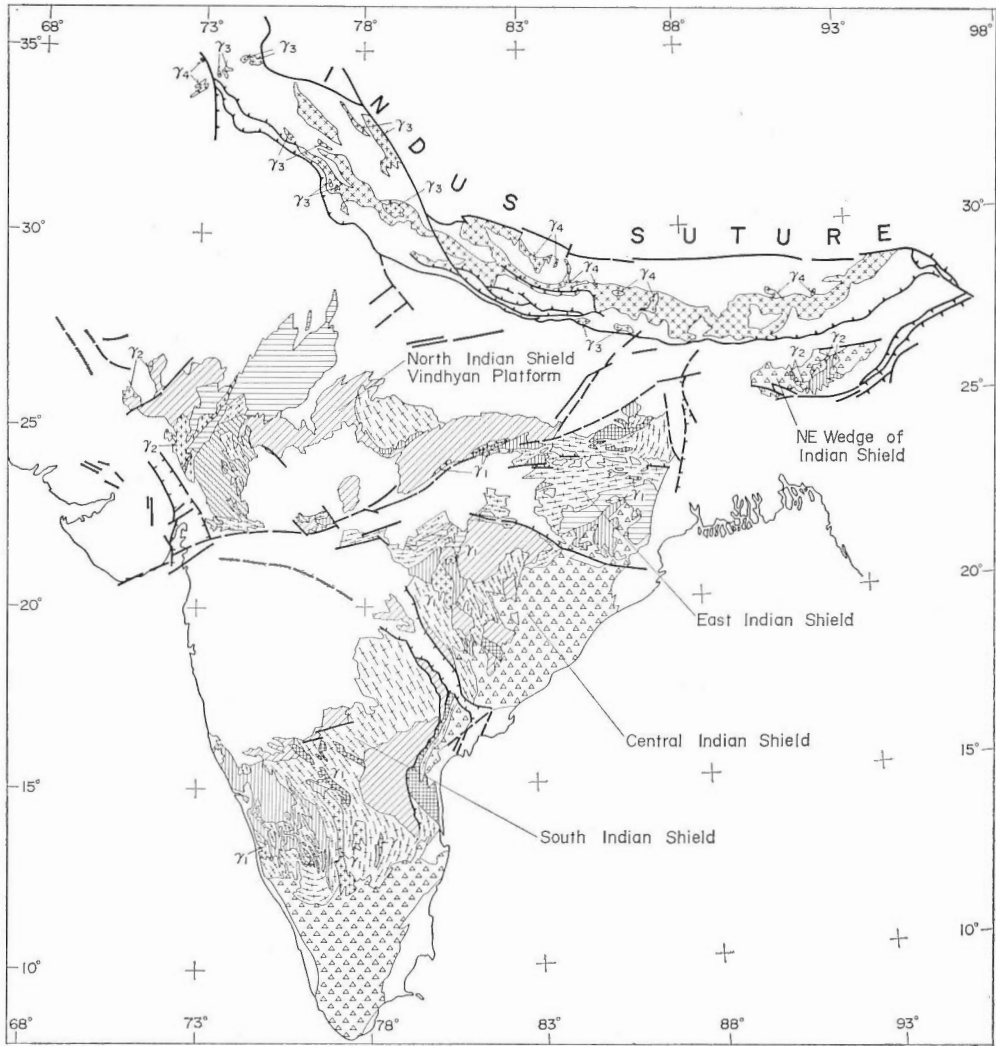 68° 73° 78° 83° 88° 93° 98°
35°
γ3 γ3
γ4
INDUS SUTURE
γ3
γ3
γ3
γ3
γ3
30° 30°
γ4
γ4 γ4 γ4
γ3
γ2
North Indian Shield
Vindhyan Platform
γ2
25° 25°
NE Wedge of
Indian Shield
γ2
γ1
γ1
γ1
20° 20°
East Indian Shield
Central Indian Shield
15° 15°
γ1
South Indian Shield
γ1 γ1
10° 10°
68° 73° 78° 83° 88° 93°